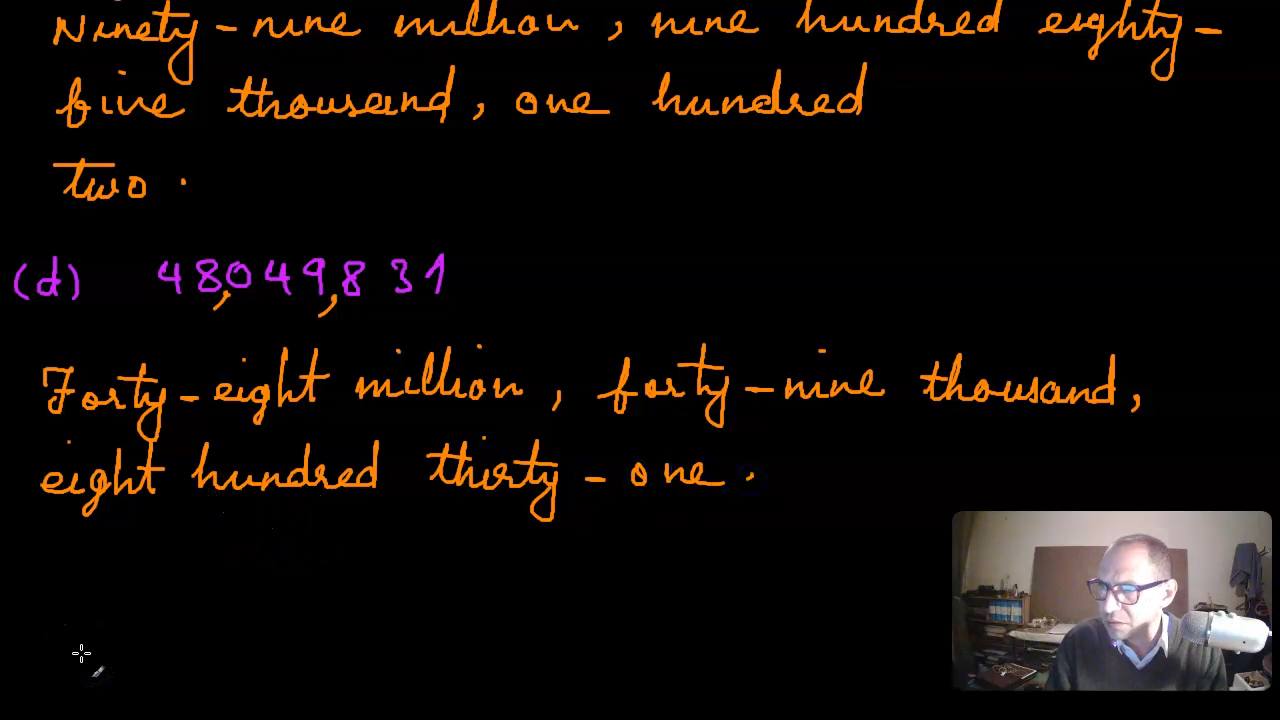 Ninety-nine million, nine hundred eighty-
five thousand, one hundred
two.
(d) 48,049,831
Forty-eight million, forty-nine thousand,
eight hundred thirty-one.